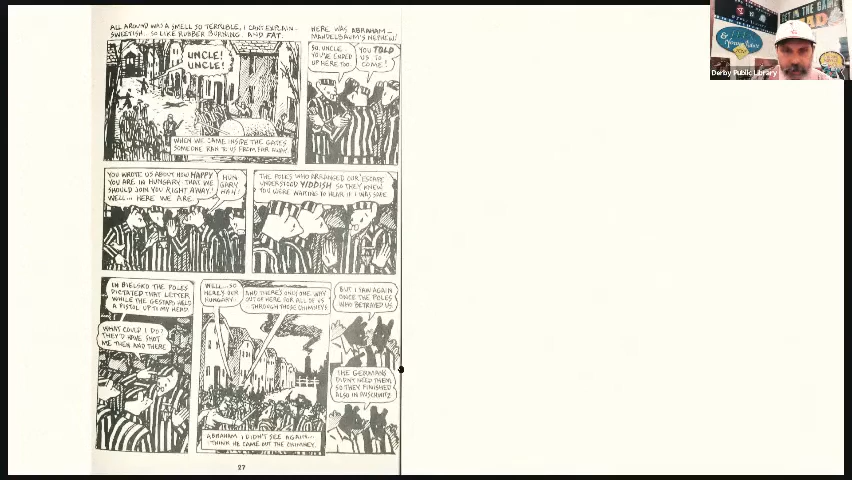 ALL AROUND WAS A SMELL SO TERRIBLE, I CAN'T EXPLAIN...
SWEETISH... SO LIKE RUBBER BURNING. AND FAT.
UNCLE!
UNCLE!
WHEN WE CAME INSIDE THE GATES
SOMEONE RAN TO US FROM FAR AWAY.
HERE WAS ABRAHAM –
MANDELBAUM'S NEPHEW!
SO, UNCLE,
YOU'VE ENDED
UP HERE TOO.
YOU TOLD
US TO
COME!
YOU WROTE US ABOUT HOW HAPPY
YOU ARE IN HUNGARY. THAT WE
SHOULD JOIN YOU RIGHT AWAY!
WELL... HERE WE ARE.
HUN
GARY.
HAH!
THE POLES WHO ARRANGED OUR ESCAPE
UNDERSTOOD YIDDISH SO THEY KNEW
YOU WERE WAITING TO HEAR IF I WAS SAFE.
IN BIELSKO THE POLES
DICTATED THAT LETTER
WHILE THE GESTAPO HELD
A PISTOL UP TO MY HEAD.
WHAT COULD I DO?
THEY'D HAVE SHOT
ME THEN AND THERE
WELL... SO
HERE'S OUR
HUNGARY.
AND THERE'S ONLY ONE WAY
OUT OF HERE FOR ALL OF US...
THROUGH THOSE CHIMNEYS.
ABRAHAM I DIDN'T SEE AGAIN...
I THINK HE CAME OUT THE CHIMNEY.
BUT I SAW AGAIN
ONCE THE POLES
WHO BETRAYED US.
THE GERMANS
DIDN'T NEED THEM
SO THEY FINISHED
ALSO IN AUSCHWITZ.
27
Derby Public Library